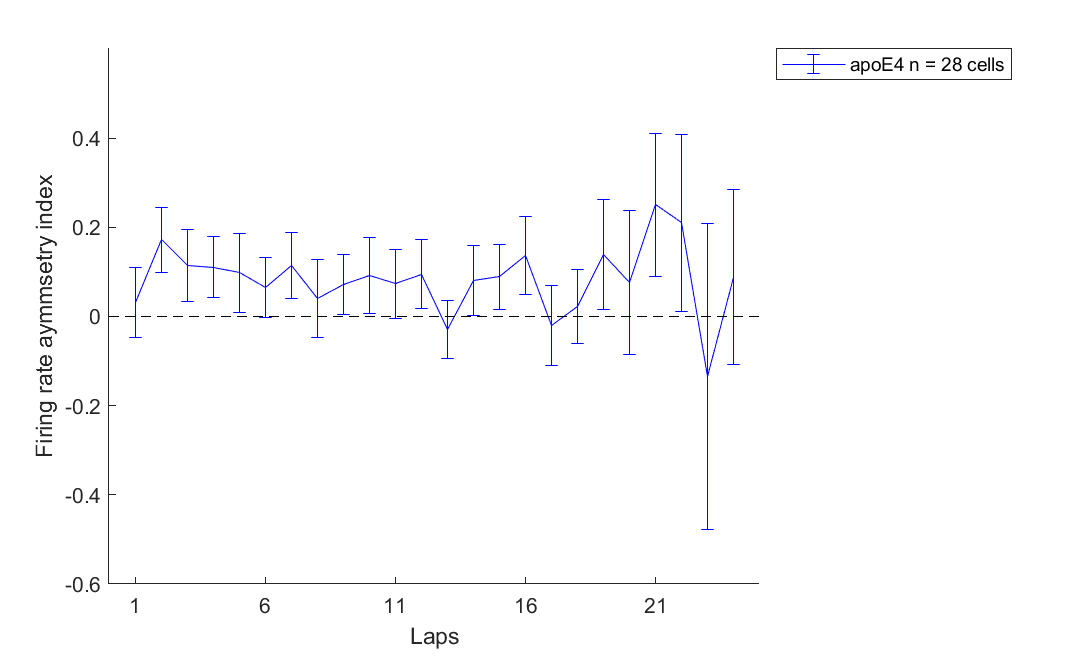 apoE4 n = 28 cells
0.4
0.2
0
-0.2
-0.4
-0.6
Firing rate aymmsetry index
1 6 11 16 21
Laps